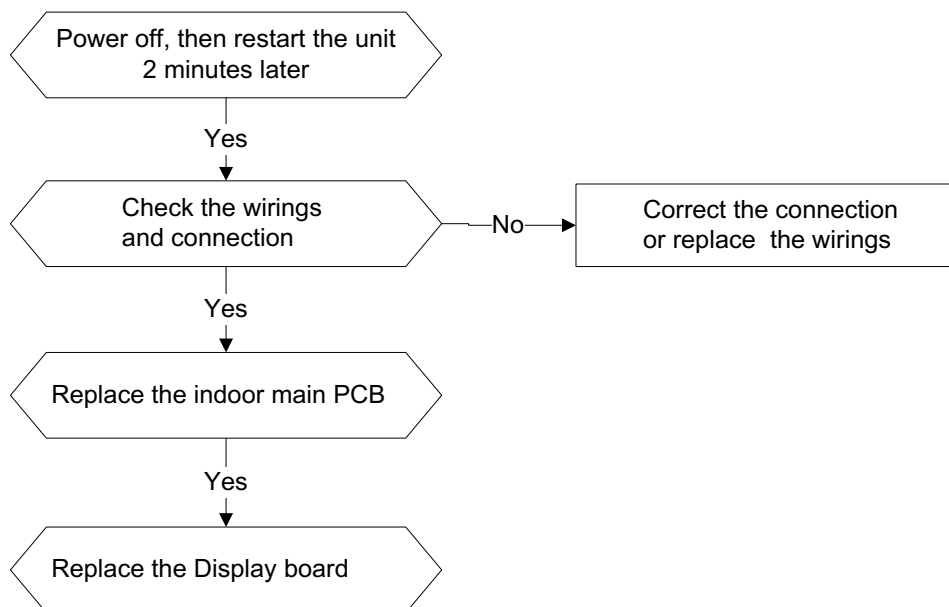 Power off, then restart the unit
2 minutes later
Yes
Check the wirings
and connection
No
Correct the connection
or replace the wirings
Yes
Replace the indoor main PCB
Yes
Replace the Display board